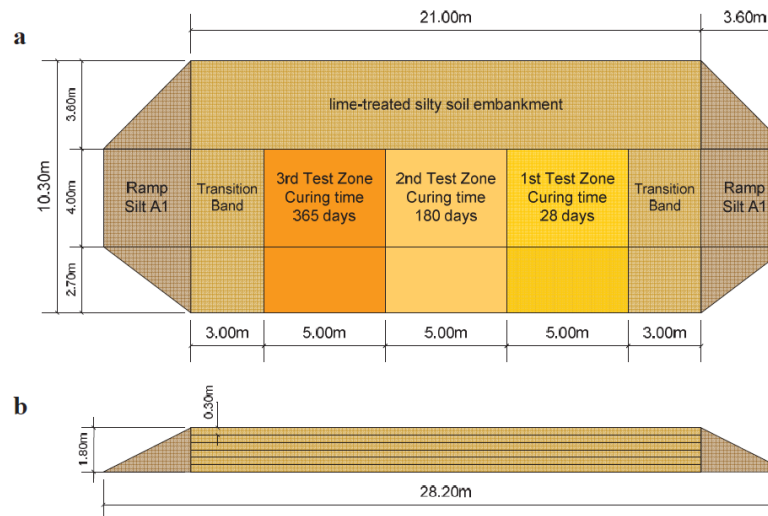 a
21.00m
3.60m
10.30m
3.60m
4.00m
2.70m
lime-treated silty soil embankment
Ramp
Silt A1
Transition
Band
3rd Test Zone
Curing time
365 days
2nd Test Zone
Curing time
180 days
1st Test Zone
Curing time
28 days
Transition
Band
Ramp
Silt A1
3.00m
5.00m
5.00m
5.00m
3.00m
b
0.30m
1.80m
28.20m